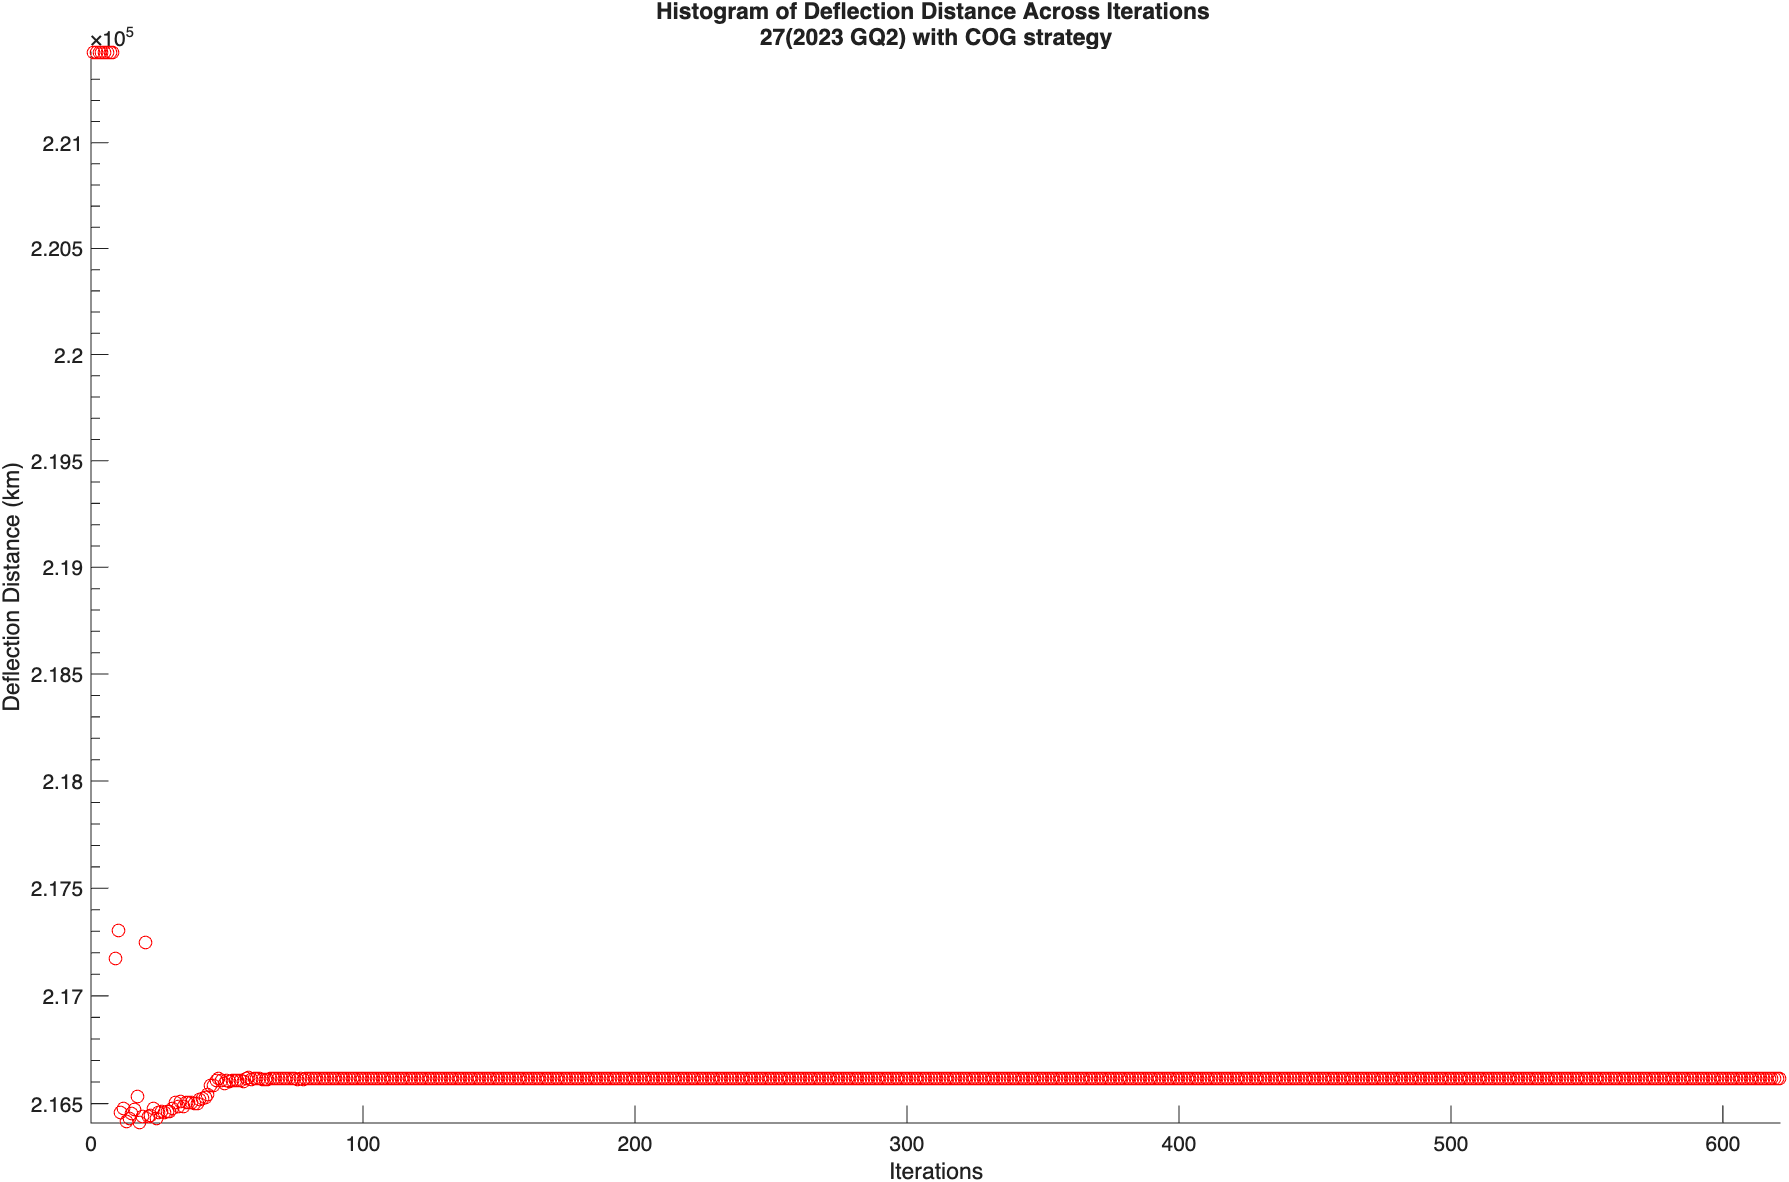 Histogram of Deflection Distance Across Iterations
27(2023 GQ2) with COG strategy
×10⁵
2.21
2.205
2.2
2.195
2.19
2.185
2.18
2.175
2.17
2.165
Deflection Distance (km)
0 100 200 300 400 500 600
Iterations